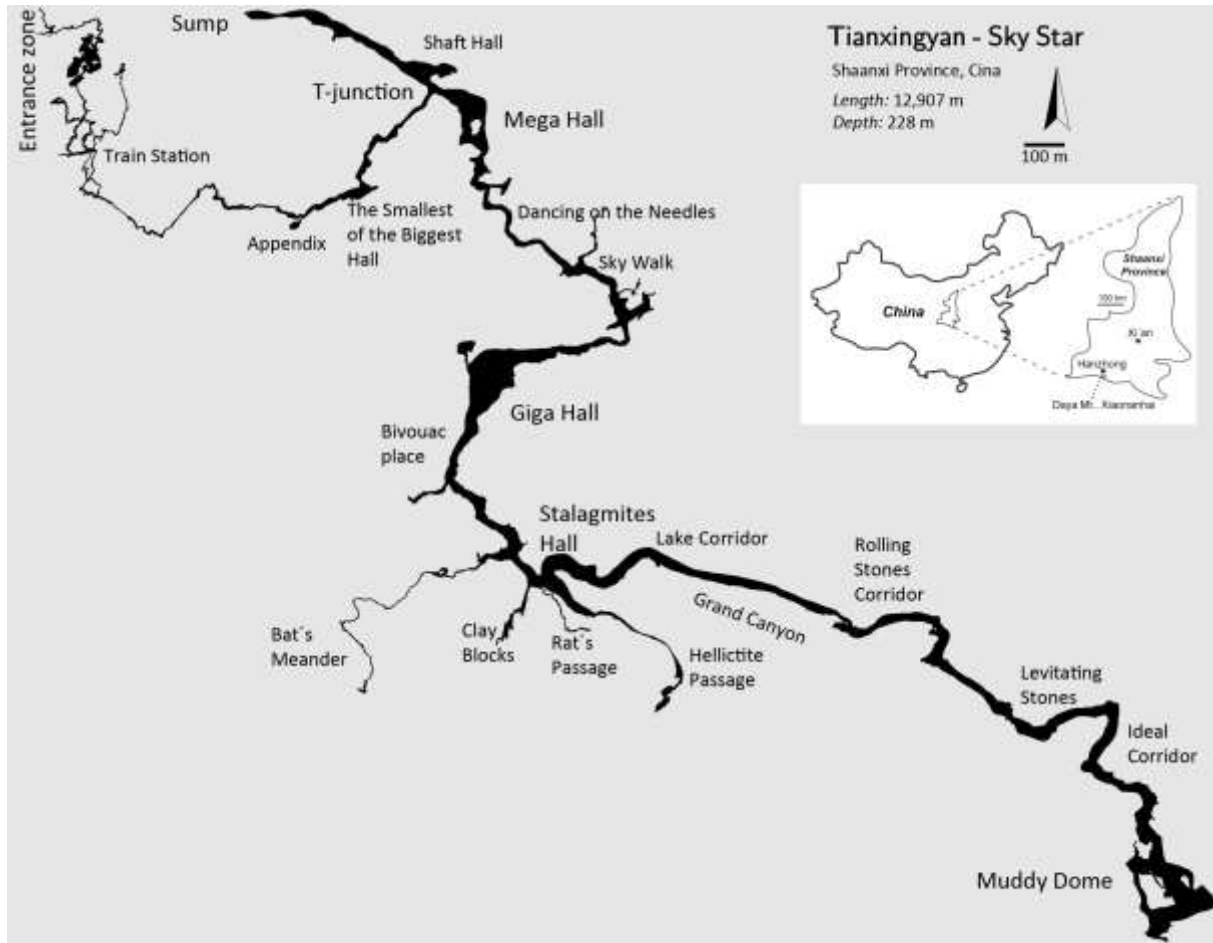 Tianxingyan - Sky Star
Shaanxi Province, Cina
Length: 12,907 m
Depth: 228 m
100 m
Entrance zone
Sump
Shaft Hall
T-junction
Mega Hall
Train Station
Appendix
The Smallest
of the Biggest
Hall
Dancing on the Needles
Sky Walk
Giga Hall
Bivouac
place
Stalagmites
Hall
Lake Corridor
Grand Canyon
Rolling
Stones
Corridor
Bat´s
Meander
Clay
Blocks
Rat´s
Passage
Hellictite
Passage
Levitating
Stones
Ideal
Corridor
Muddy Dome
China
Shaanxi
Province
100 km
Xi´an
Hanzhong